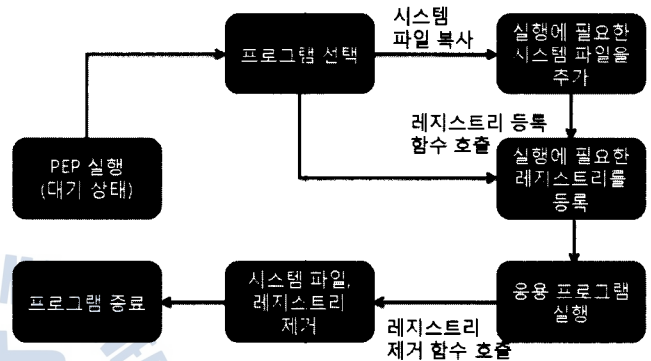 시스템
파일 복사
프로그램 선택
실행에 필요한
시스템 파일을
추가
레지스트리 등록
함수 호출
PEP 실행
(대기 상태)
실행에 필요한
레지스트리를
등록
프로그램 종료
시스템 파일,
레지스트리
제거
응용 프로그램
실행
레지스트리
제거 함수 호출